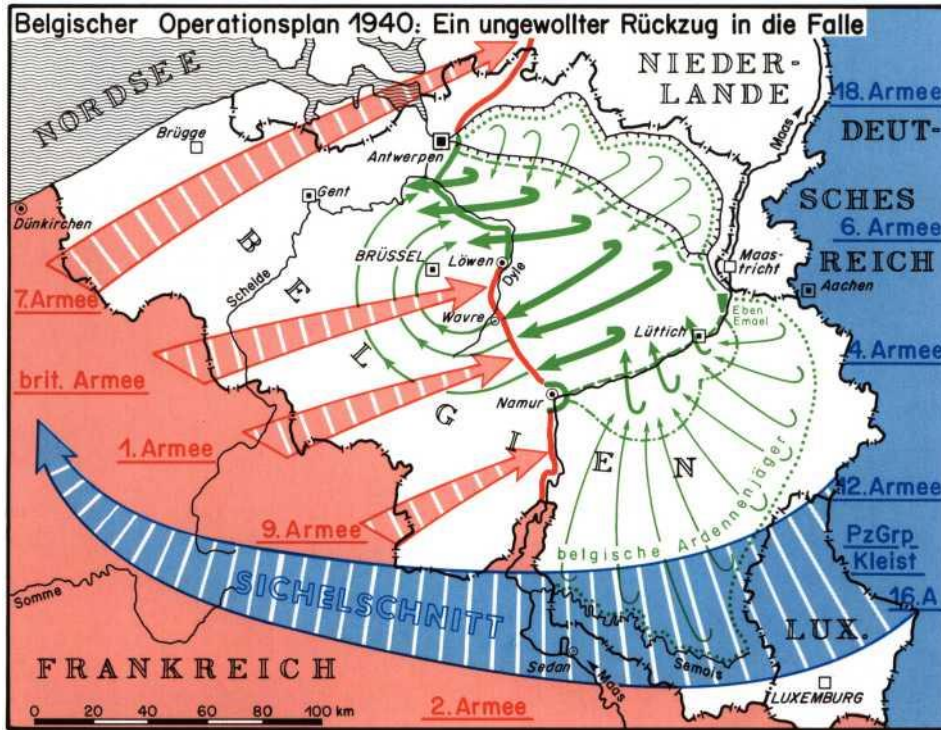 Belgischer Operationsplan 1940: Ein ungewollter Rückzug in die Falle
NORDSEE
NIEDER-
LANDE
Maas
18. Armee
DEUT-
SCHES
REICH
Brügge
Antwerpen
Gent
Dünkirchen
6. Armee
Maas-
tricht
Aachen
BELGIEN
Schelde
BRÜSSEL
Löwen
Dyle
7. Armee
Wavre
Eben
Emael
Lüttich
4. Armee
brit. Armee
Namur
1. Armee
12. Armee
9. Armee
belgische Ardennenjäger
PzGrp
Kleist
16.A
Somme
SICHELSCHNITT
LUX.
FRANKREICH
Sedan
Maas
Semois
LUXEMBURG
2. Armee
0 20 40 60 80 100 km